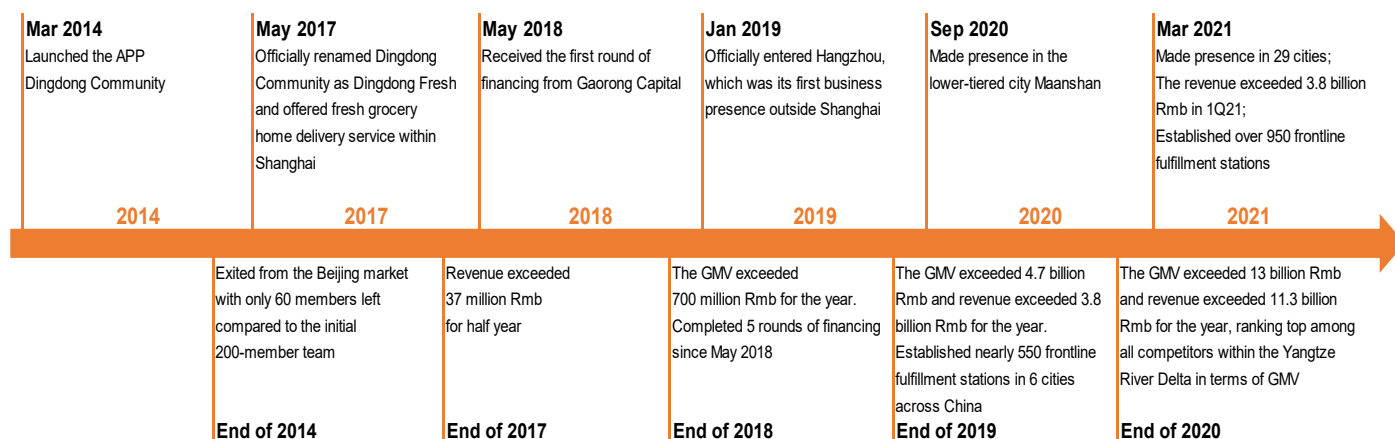 Mar 2014
Launched the APP
Dingdong Community
May 2017
Officially renamed Dingdong
Community as Dingdong Fresh
and offered fresh grocery
home delivery service within
Shanghai
May 2018
Received the first round of
financing from Gaorong Capital
Jan 2019
Officially entered Hangzhou,
which was its first business
presence outside Shanghai
Sep 2020
Made presence in the
lower-tiered city Maanshan
Mar 2021
Made presence in 29 cities;
The revenue exceeded 3.8 billion
Rmb in 1Q21;
Established over 950 frontline
fulfillment stations
2014
2017
2018
2019
2020
2021
Exited from the Beijing market
with only 60 members left
compared to the initial
200-member team
End of 2014
Revenue exceeded
37 million Rmb
for half year
End of 2017
The GMV exceeded
700 million Rmb for the year.
Completed 5 rounds of financing
since May 2018
End of 2018
The GMV exceeded 4.7 billion
Rmb and revenue exceeded 3.8
billion Rmb for the year.
Established nearly 550 frontline
fulfillment stations in 6 cities
across China
End of 2019
The GMV exceeded 13 billion Rmb
and revenue exceeded 11.3 billion
Rmb for the year, ranking top among
all competitors within the Yangtze
River Delta in terms of GMV
End of 2020